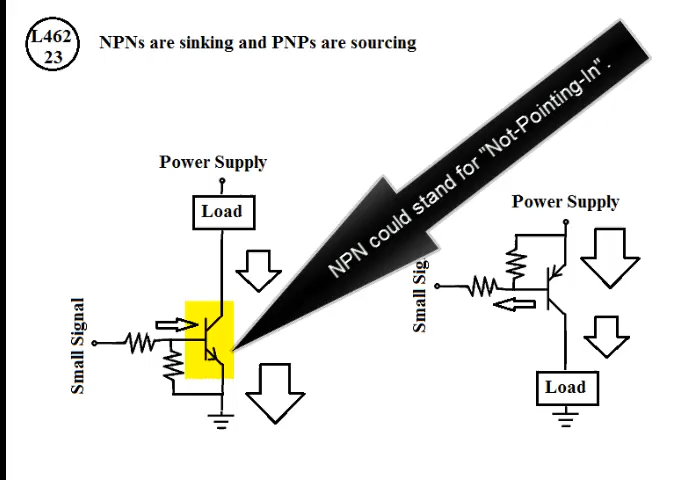 L462
23
NPNs are sinking and PNPs are sourcing
NPN could stand for "Not-Pointing-In".
Power Supply
Load
Small Signal
Power Supply
Small
Load